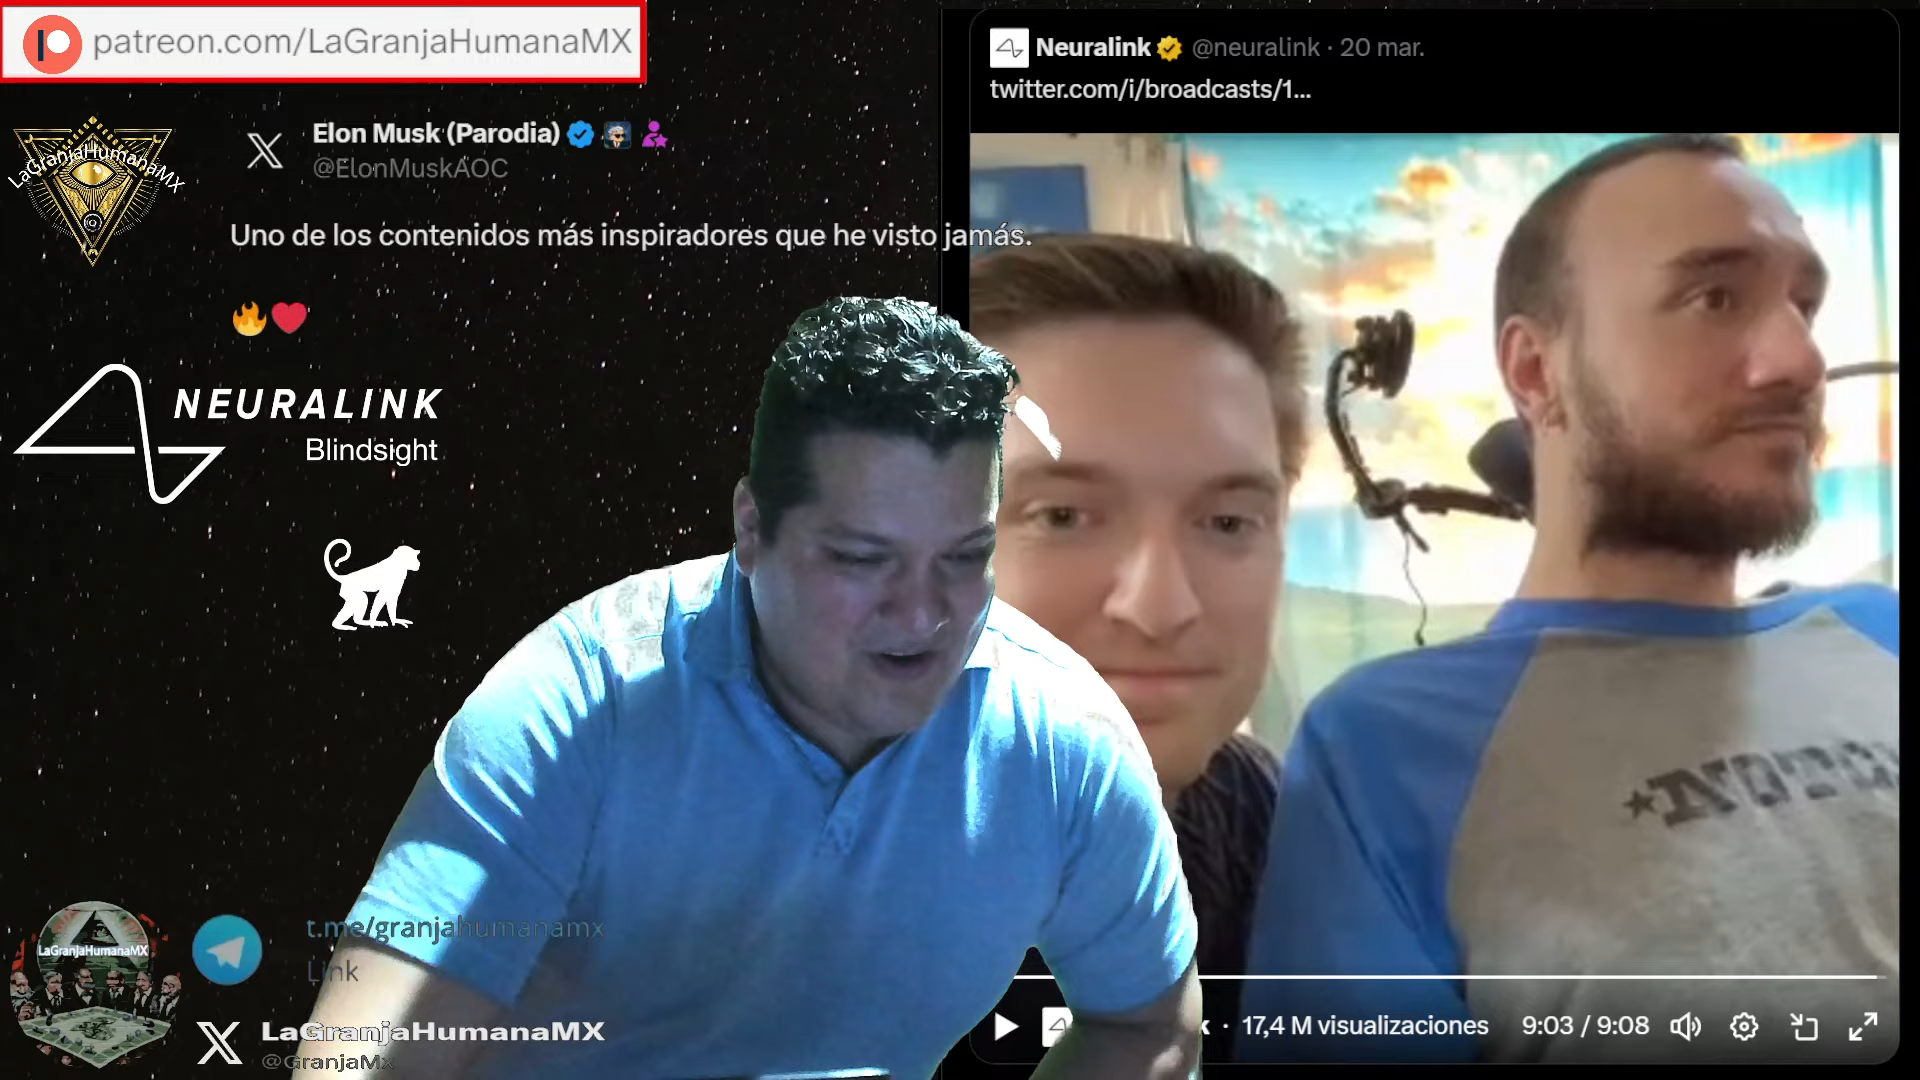 patreon.com/LaGranjaHumanaMX
LaGranjaHumanaMX
Elon Musk (Parodia)
@ElonMuskAOC
Uno de los contenidos más inspiradores que he visto jamás.
NEURALINK
Blindsight
Neuralink @neuralink · 20 mar.
twitter.com/i/broadcasts/1...
k · 17,4 M visualizaciones 9:03 / 9:08
LaGranjaHumanaMX
t.me/granjahumanamx
Link
LaGranjaHumanaMX
@GranjaMx